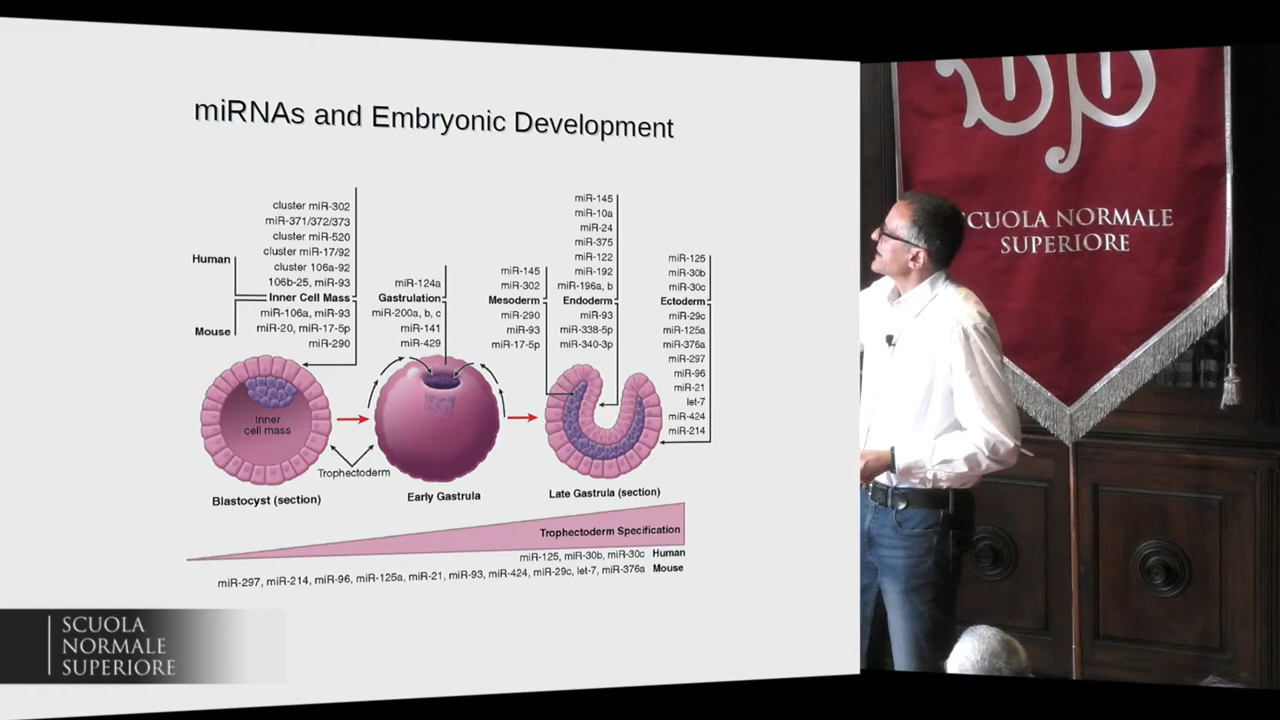 miRNAs and Embryonic Development
cluster miR-302
miR-371/372/373
cluster miR-520
cluster miR-17/92
cluster 106a-92
106b-25, miR-93
Human
Inner Cell Mass
Mouse
miR-106a, miR-93
miR-20, miR-17-5p
miR-290
miR-124a
Gastrulation
miR-200a, b, c
miR-141
miR-429
miR-145
miR-302
Mesoderm
miR-290
miR-93
miR-17-5p
miR-145
miR-10a
miR-24
miR-375
miR-122
miR-192
miR-196a, b
Endoderm
miR-93
miR-338-5p
miR-340-3p
miR-125
miR-30b
miR-30c
Ectoderm
miR-29c
miR-125a
miR-376a
miR-297
miR-96
miR-21
let-7
miR-424
miR-214
Inner
cell mass
Trophectoderm
Blastocyst (section)
Early Gastrula
Late Gastrula (section)
Trophectoderm Specification
miR-125, miR-30b, miR-30c Human
miR-297, miR-214, miR-96, miR-125a, miR-21, miR-93, miR-424, miR-29c, let-7, miR-376a Mouse
SCUOLA NORMALE
SUPERIORE
SCUOLA
NORMALE
SUPERIORE